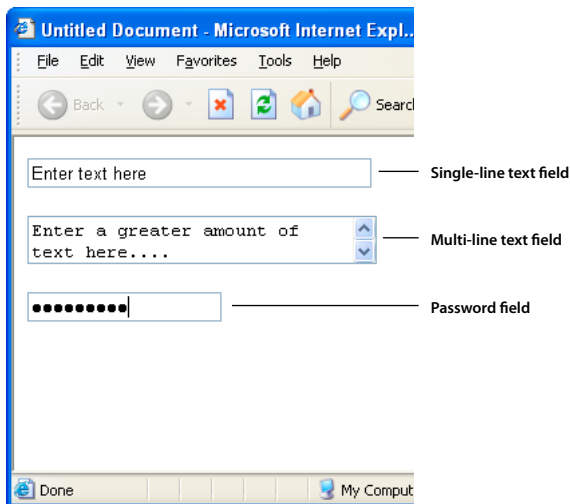 Untitled Document - Microsoft Internet Expl...
File Edit View Favorites Tools Help
Back Search
Enter text here Single-line text field
Enter a greater amount of
text here.... Multi-line text field
●●●●●●●●● Password field
Done My Comput